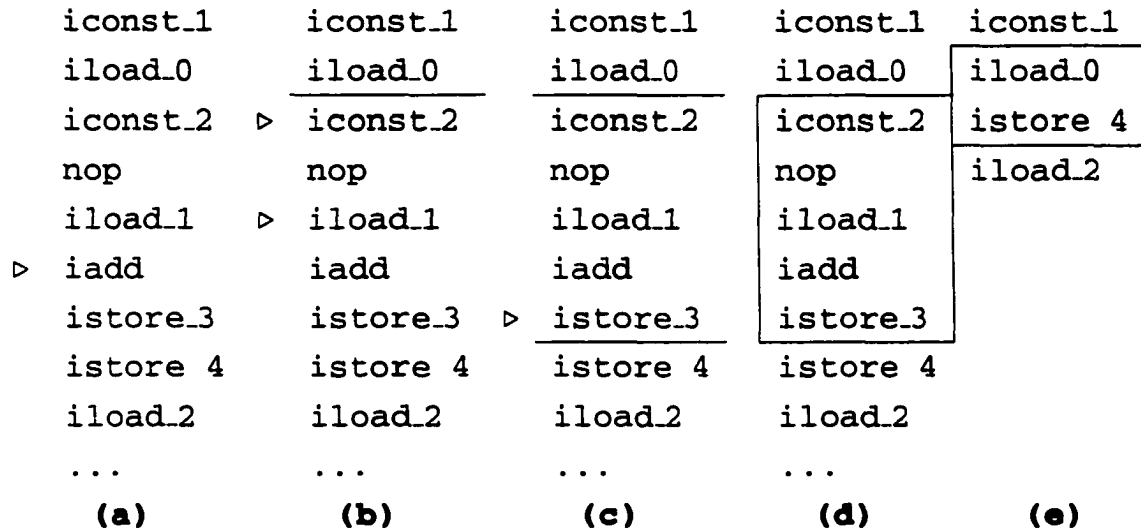 iconst_1 iconst_1 iconst_1 iconst_1 iconst_1
iload_0 iload_0 iload_0 iload_0 iload_0
iconst_2 ▷ iconst_2 iconst_2 iconst_2 istore 4
nop nop nop nop iload_2
iload_1 ▷ iload_1 iload_1 iload_1
▷ iadd iadd iadd iadd
istore_3 istore_3 ▷ istore_3 istore_3
istore 4 istore 4 istore 4 istore 4
iload_2 iload_2 iload_2 iload_2
... ... ... ...
(a) (b) (c) (d) (e)